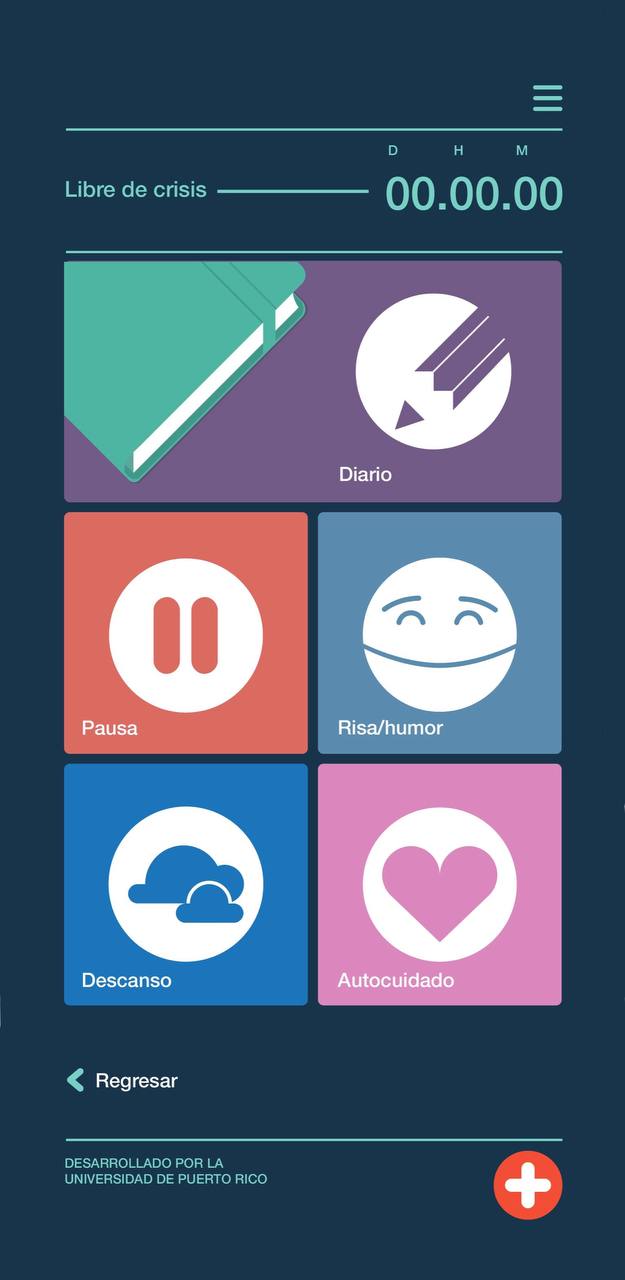 D H M
Libre de crisis 00.00.00
Diario
Pausa
Risa/humor
Descanso
Autocuidado
Regresar
DESARROLLADO POR LA
UNIVERSIDAD DE PUERTO RICO